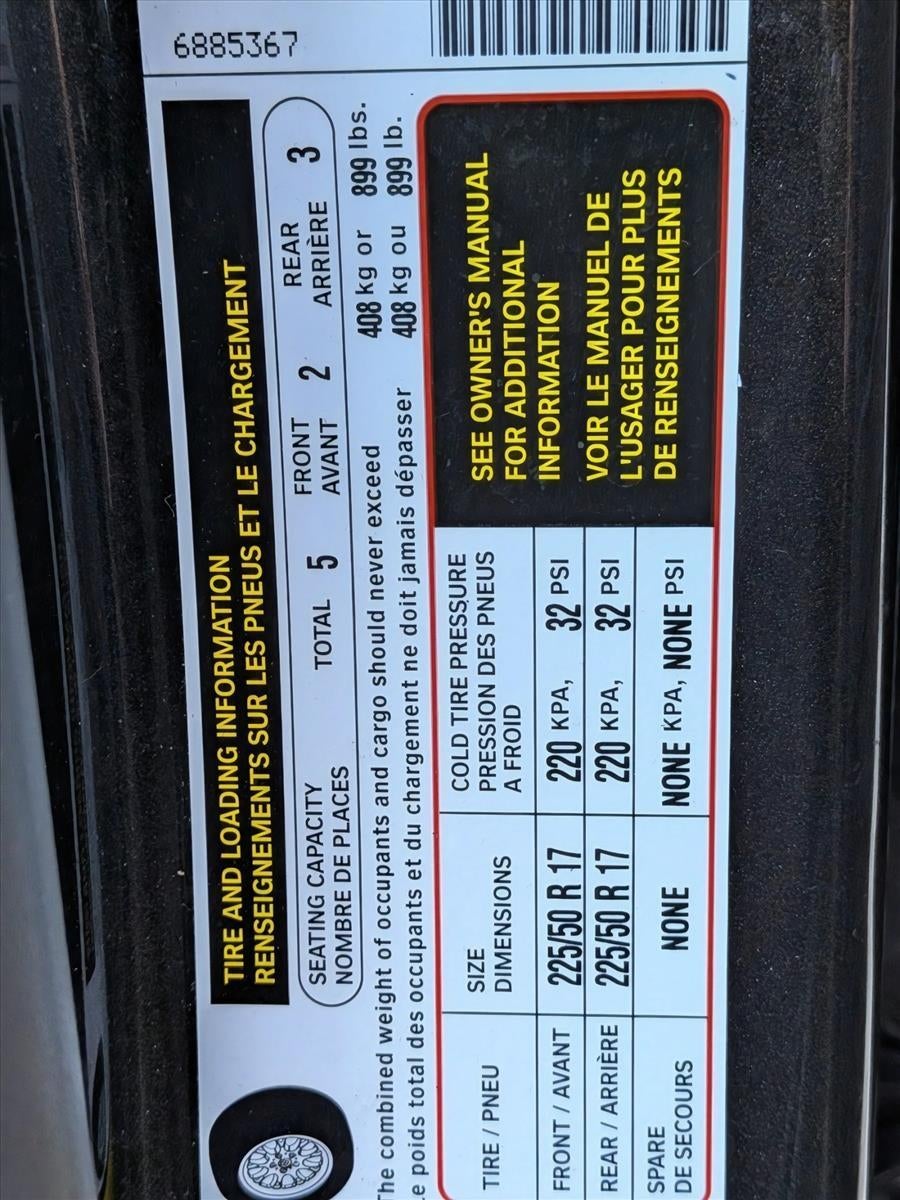 6885367
TIRE AND LOADING INFORMATION
RENSEIGNEMENTS SUR LES PNEUS ET LE CHARGEMENT
SEATING CAPACITY
NOMBRE DE PLACES
TOTAL 5
FRONT
AVANT
2
REAR
ARRIÈRE
3
The combined weight of occupants and cargo should never exceed 408 kg or 899 lbs.
Le poids total des occupants et du chargement ne doit jamais dépasser 408 kg ou 899 lb.
TIRE / PNEU
SIZE
DIMENSIONS
COLD TIRE PRESSURE
PRESSION DES PNEUS
A FROID
FRONT / AVANT 225/50 R 17 220 KPA, 32 PSI
REAR / ARRIÈRE 225/50 R 17 220 KPA, 32 PSI
SPARE
DE SECOURS
NONE NONE KPA, NONE PSI
SEE OWNER'S MANUAL
FOR ADDITIONAL
INFORMATION
VOIR LE MANUEL DE
L'USAGER POUR PLUS
DE RENSEIGNEMENTS